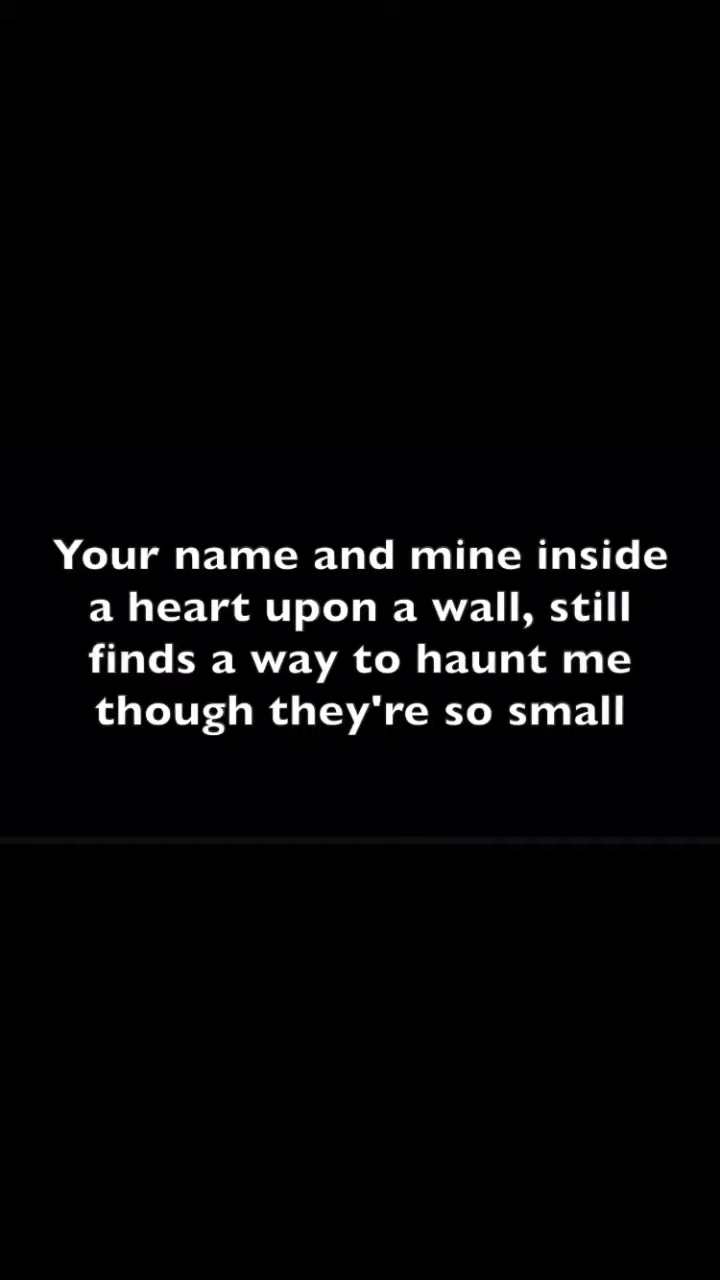 Your name and mine inside
a heart upon a wall, still
finds a way to haunt me
though they're so small